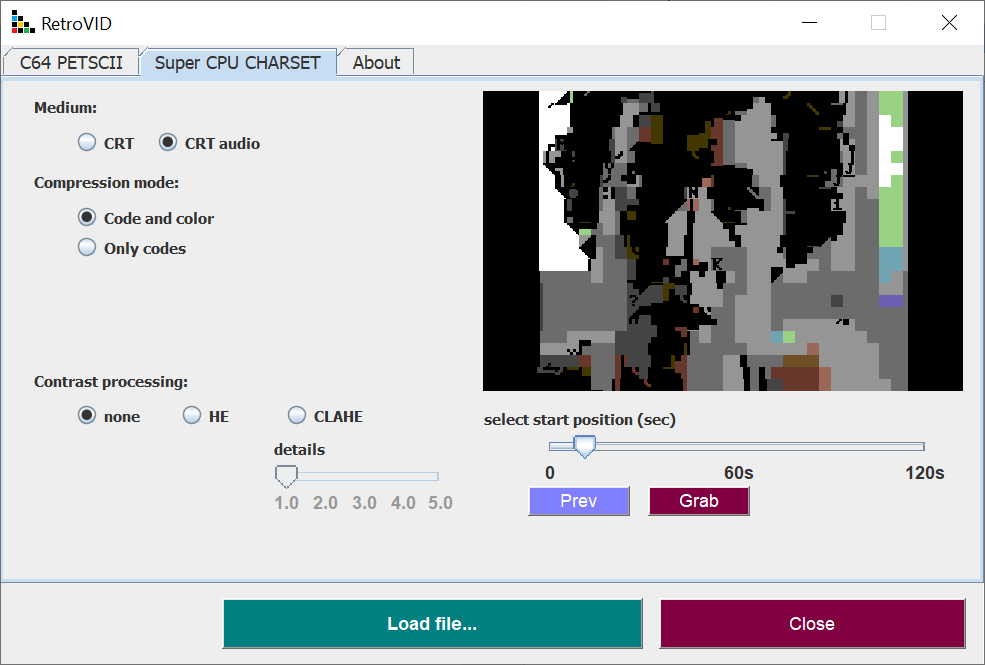 RetroVID
C64 PETSCII
Super CPU CHARSET
About
Medium:
CRT
CRT audio
Compression mode:
Code and color
Only codes
Contrast processing:
none
HE
CLAHE
details
1.0 2.0 3.0 4.0 5.0
select start position (sec)
0 60s 120s
Prev
Grab
Load file...
Close